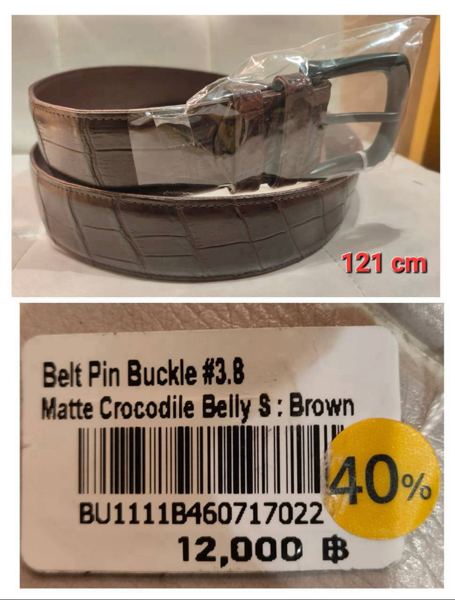 121 cm
Belt Pin Buckle #3.8
Matte Crocodile Belly S : Brown
40%
BU1111B460717022
12,000 ฿